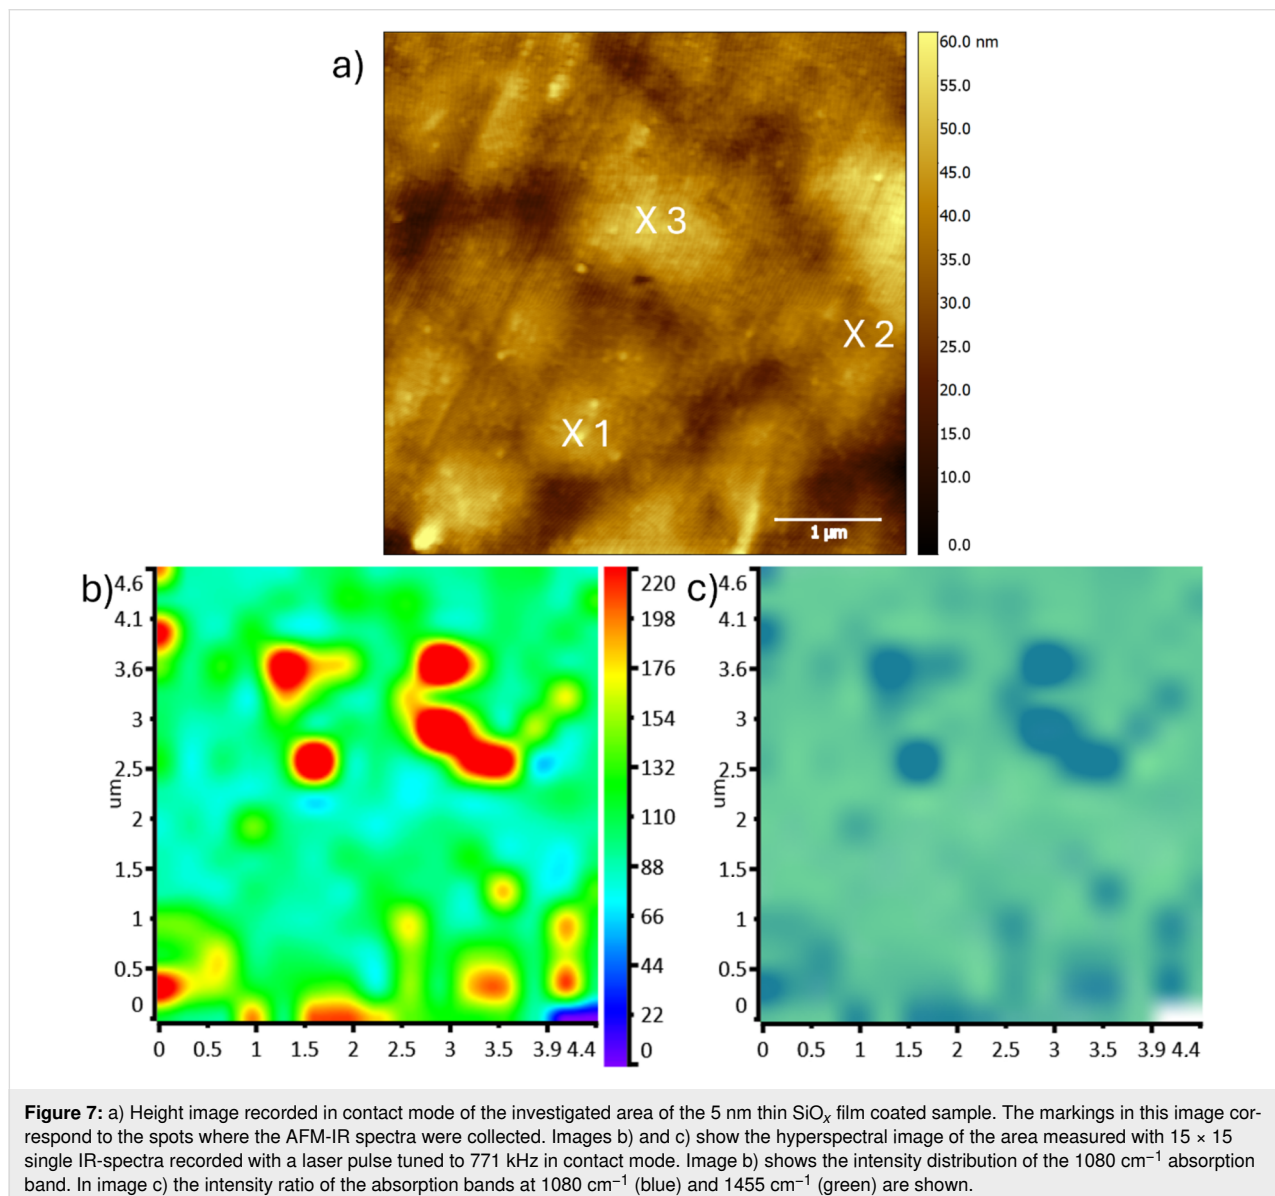 a)
60.0 nm
55.0
50.0
45.0
40.0
35.0
30.0
25.0
20.0
15.0
10.0
0.0
X 3
X 2
X 1
1 µm
b)
4.6
4.1
3.6
3
2.5
2
1.5
1
0.5
0
um
0 0.5 1 1.5 2 2.5 3 3.5 3.9 4.4
220
198
176
154
132
110
88
66
44
22
0
c)
4.6
4.1
3.6
3
2.5
2
1.5
1
0.5
0
um
0 0.5 1 1.5 2 2.5 3 3.5 3.9 4.4
Figure 7: a) Height image recorded in contact mode of the investigated area of the 5 nm thin SiOₓ film coated sample. The markings in this image cor-
respond to the spots where the AFM-IR spectra were collected. Images b) and c) show the hyperspectral image of the area measured with 15 × 15
single IR-spectra recorded with a laser pulse tuned to 771 kHz in contact mode. Image b) shows the intensity distribution of the 1080 cm⁻¹ absorption
band. In image c) the intensity ratio of the absorption bands at 1080 cm⁻¹ (blue) and 1455 cm⁻¹ (green) are shown.